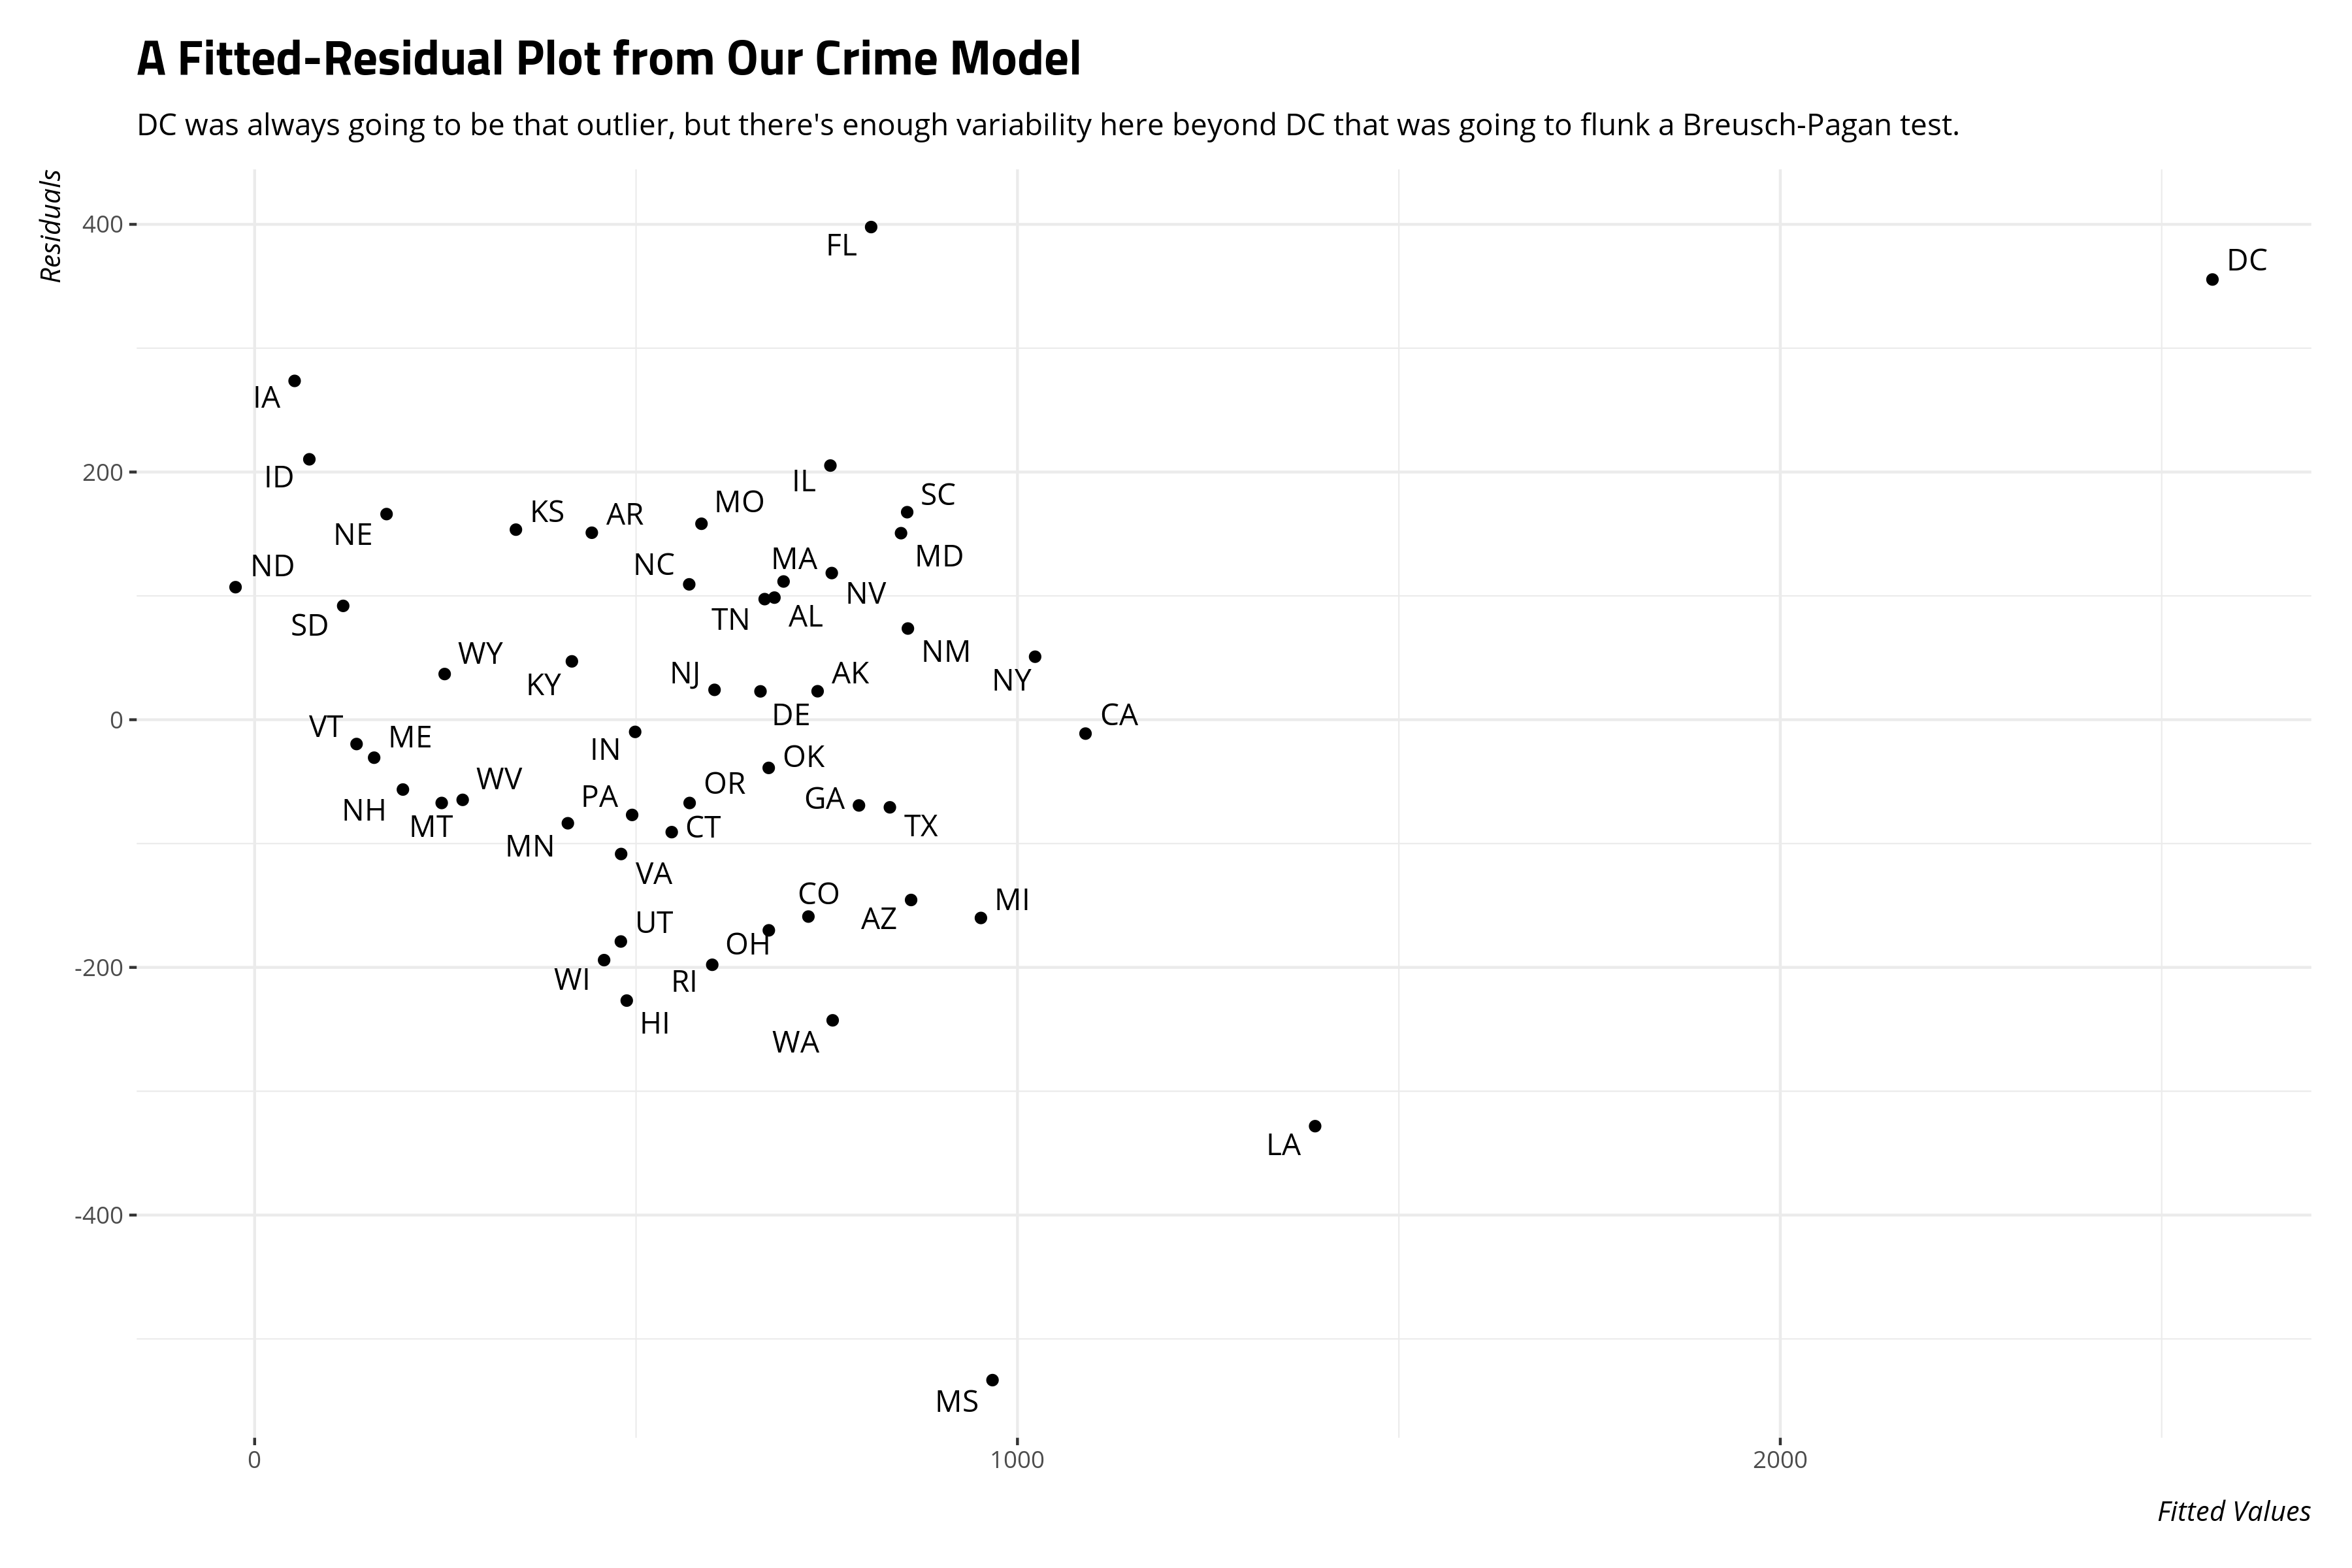 A Fitted-Residual Plot from Our Crime Model
DC was always going to be that outlier, but there's enough variability here beyond DC that was going to flunk a Breusch-Pagan test.
Residuals
400
FL
DC
IA
200
ID
IL
SC
MO
KS
AR
NE
MD
MA
NC
ND
NV
AL
TN
SD
WY
NM
NJ
AK
NY
KY
0
DE
CA
VT
ME
IN
OK
WV
OR
PA
GA
NH
MT
CT
TX
MN
VA
CO
MI
AZ
UT
OH
-200
WI
RI
HI
WA
LA
-400
MS
0
1000
2000
Fitted Values